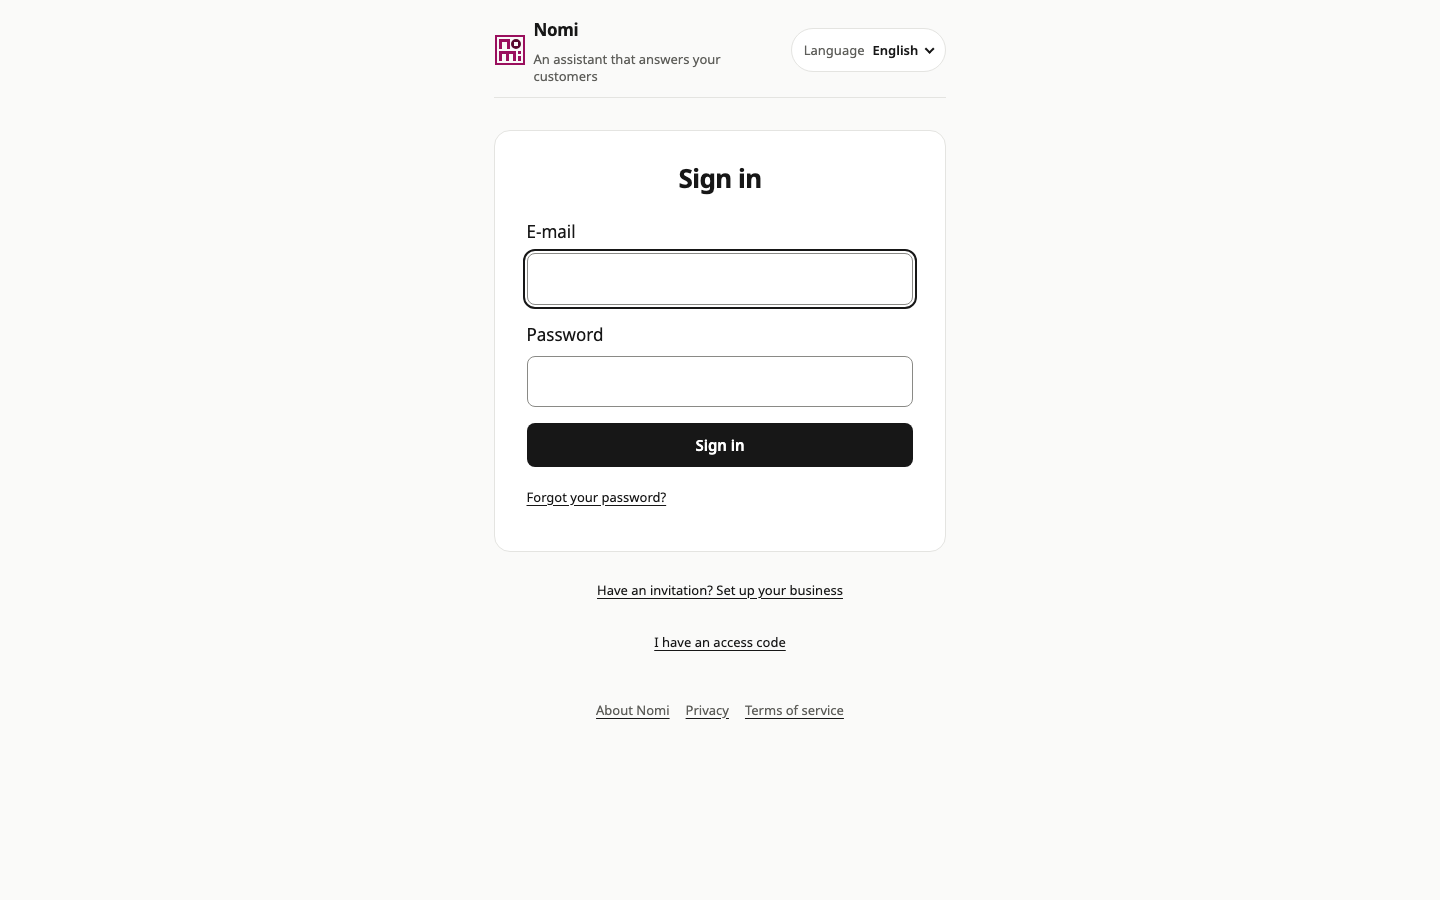 nomi
Nomi
An assistant that answers your
customers
Language English
Sign in
E-mail
Password
Sign in
Forgot your password?
Have an invitation? Set up your business
I have an access code
About Nomi Privacy Terms of service